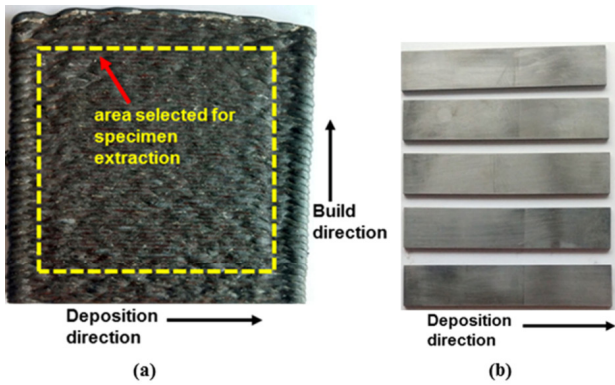 area selected for
specimen
extraction
Build
direction
Deposition
direction
(a)
Deposition
direction
(b)